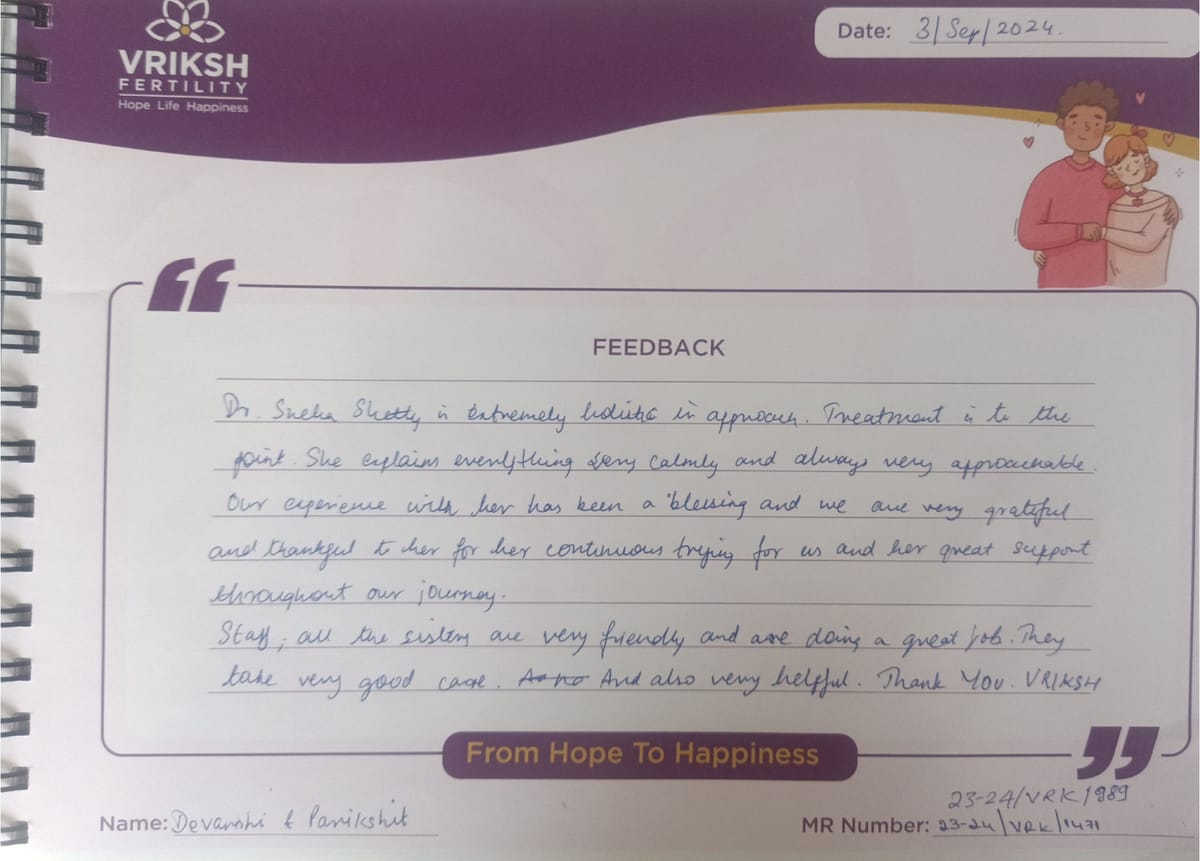 VRIKSH
FERTILITY
Hope Life Happiness
Date: 3/Sep/2024.
FEEDBACK
Dr. Sneha Shetty is extremely holistic in approach. Treatment is to the
point. She explains everything very calmly and always very approachable.
Our experience with her has been a blessing and we are very grateful
and thankful to her for her continuous trying for us and her great support
throughout our journey.
Staff, all the sisters are very friendly and are doing a great job. They
take very good care. And also very helpful. Thank You. VRIKSH
From Hope To Happiness
23-24/VRK/1989
Name: Devanshi & Parikshit
MR Number: 23-24/VRK/1471